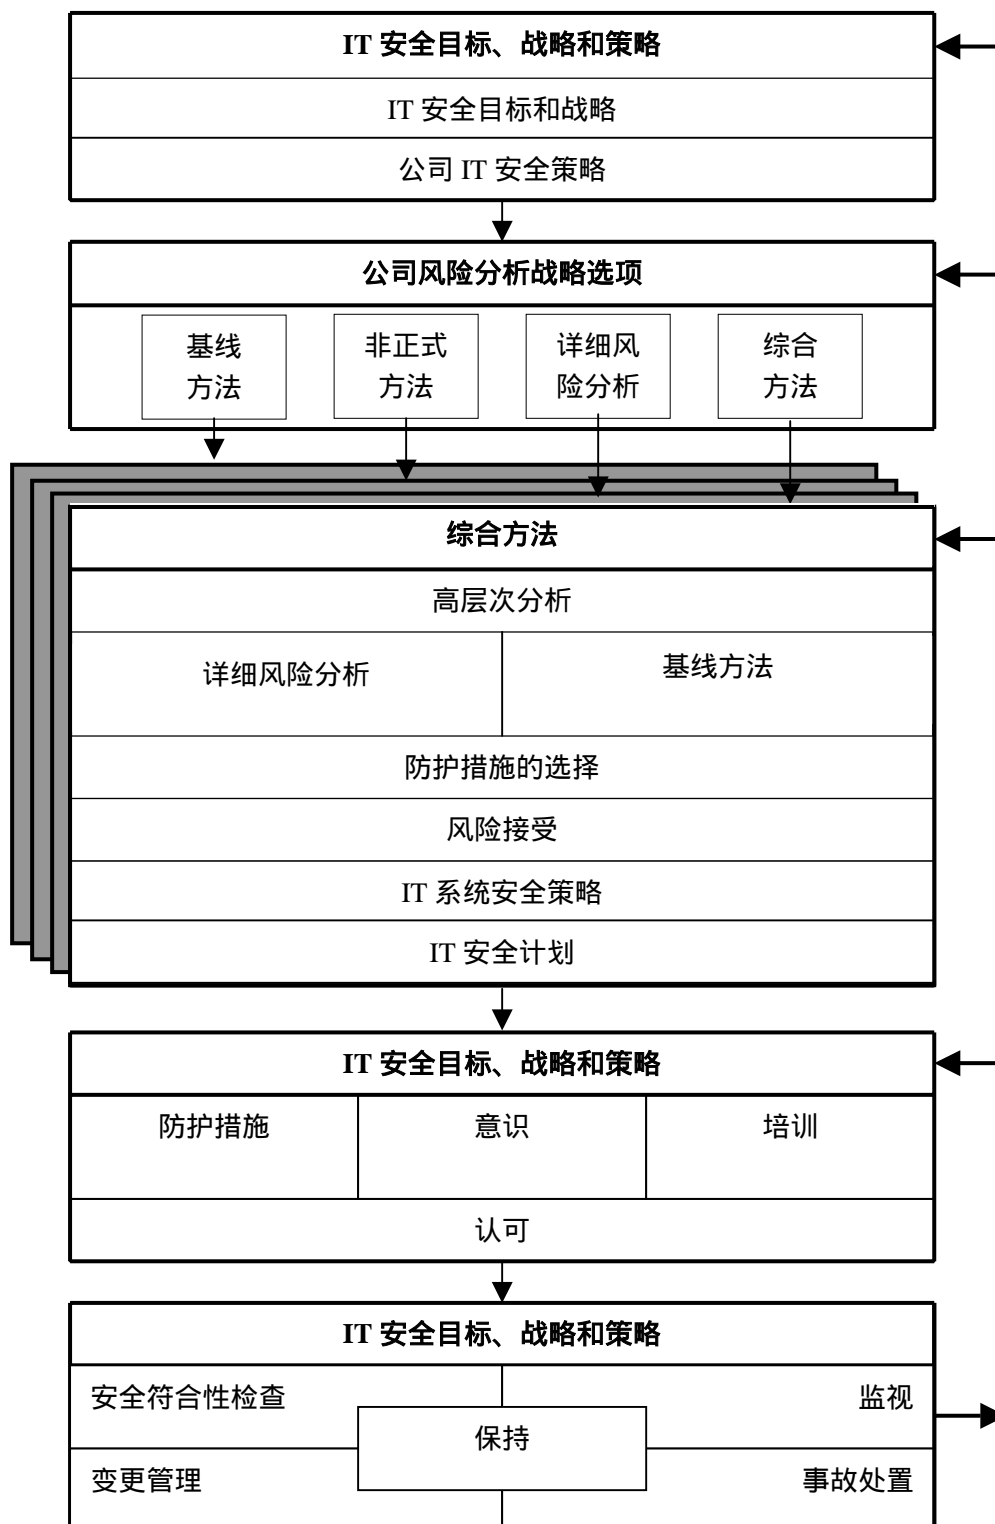 IT 安全目标、战略和策略
IT 安全目标和战略
公司 IT 安全策略
公司风险分析战略选项
基线
方法
非正式
方法
详细风
险分析
综合
方法
综合方法
高层次分析
详细风险分析
基线方法
防护措施的选择
风险接受
IT 系统安全策略
IT 安全计划
IT 安全目标、战略和策略
防护措施
意识
培训
认可
IT 安全目标、战略和策略
安全符合性检查
监视
保持
变更管理
事故处置